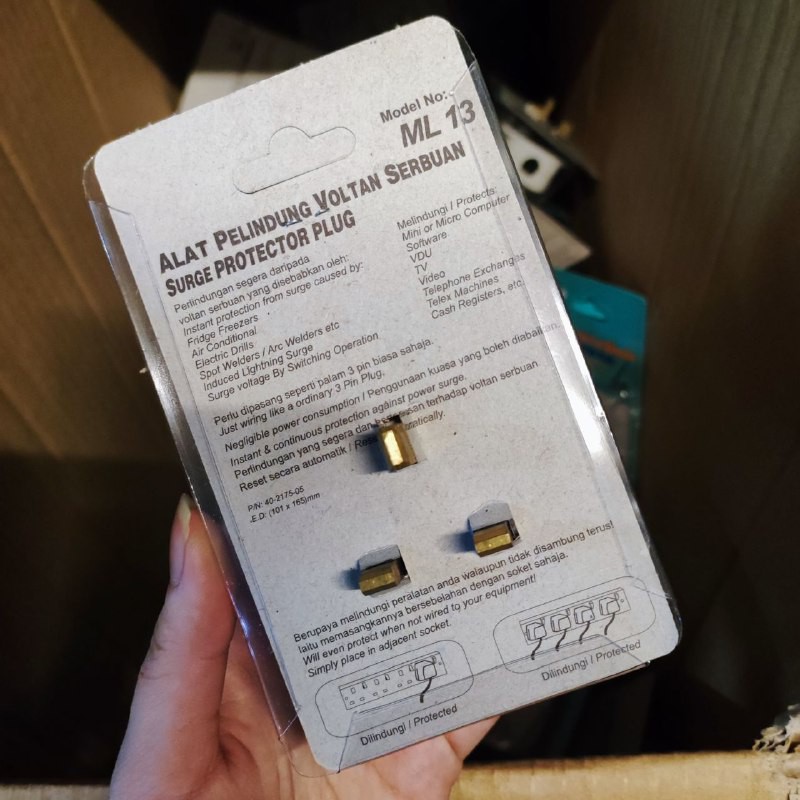 Model No:-
ML 13
ALAT PELINDUNG VOLTAN SERBUAN
SURGE PROTECTOR PLUG
Perlindungan segera daripada
voltan serbuan yang disebabkan oleh:
Instant protection from surge caused by:
Fridge Freezers
Air Conditional
Electric Drills
Spot Welders / Arc Welders etc
Induced Lightning Surge
Surge voltage By Switching Operation
Melindungi / Protects:
Mini or Micro Computer
Software
VDU
TV
Video
Telephone Exchanges
Telex Machines
Cash Registers, etc.
Perlu dipasang seperti palam 3 pin biasa sahaja.
Just wiring like a ordinary 3 Pin Plug.
Negligible power consumption / Penggunaan kuasa yang boleh diabaikan.
Instant & continuous protection against power surge.
Perlindungan yang segera dan terhadap voltan serbuan
Reset secara automatik /
P/N: 40-2175-05
.E.D: (101 x 165)mm
Berupaya melindungi peralatan anda walaupun tidak disambung terus!
Iaitu memasangkannya bersebelahan dengan soket sahaja.
Will even protect when not wired to your equipment!
Simply place in adjacent socket.
Dilindungi / Protected
Dilindungi / Protected